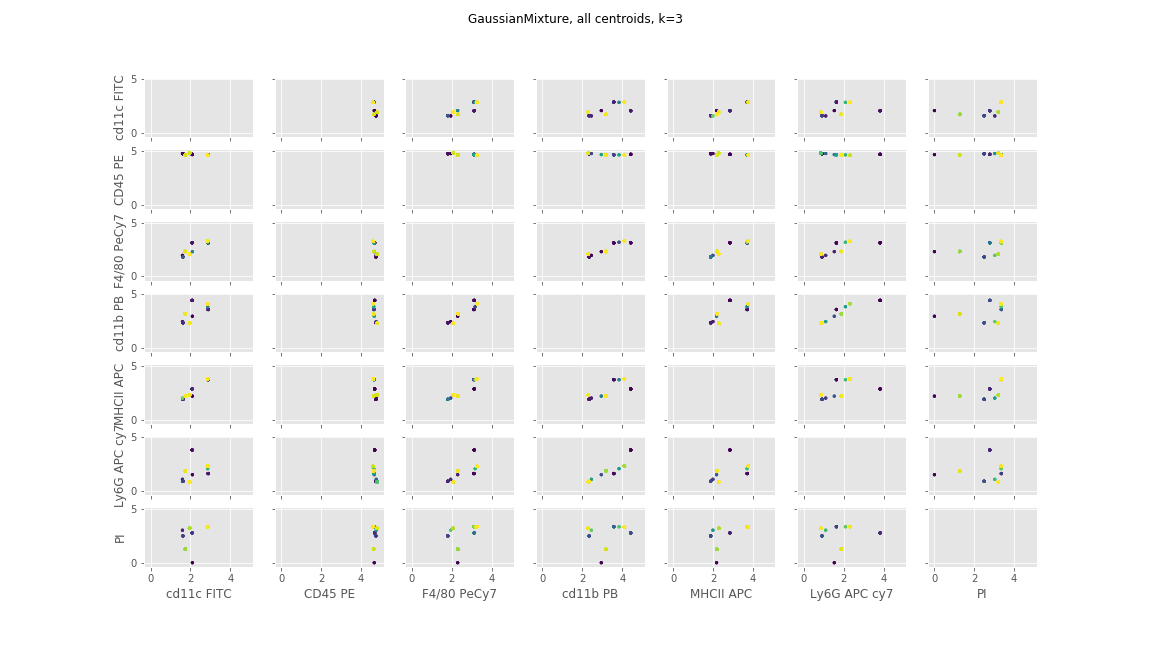 GaussianMixture, all centroids, k=3
cd11c FITC
5
0
CD45 PE
5
0
F4/80 PeCy7
5
0
cd11b PB
5
0
MHCII APC
5
0
Ly6G APC cy7
5
0
PI
5
0
0 2 4 0 2 4 0 2 4 0 2 4 0 2 4 0 2 4 0 2 4
cd11c FITC CD45 PE F4/80 PeCy7 cd11b PB MHCII APC Ly6G APC cy7 PI